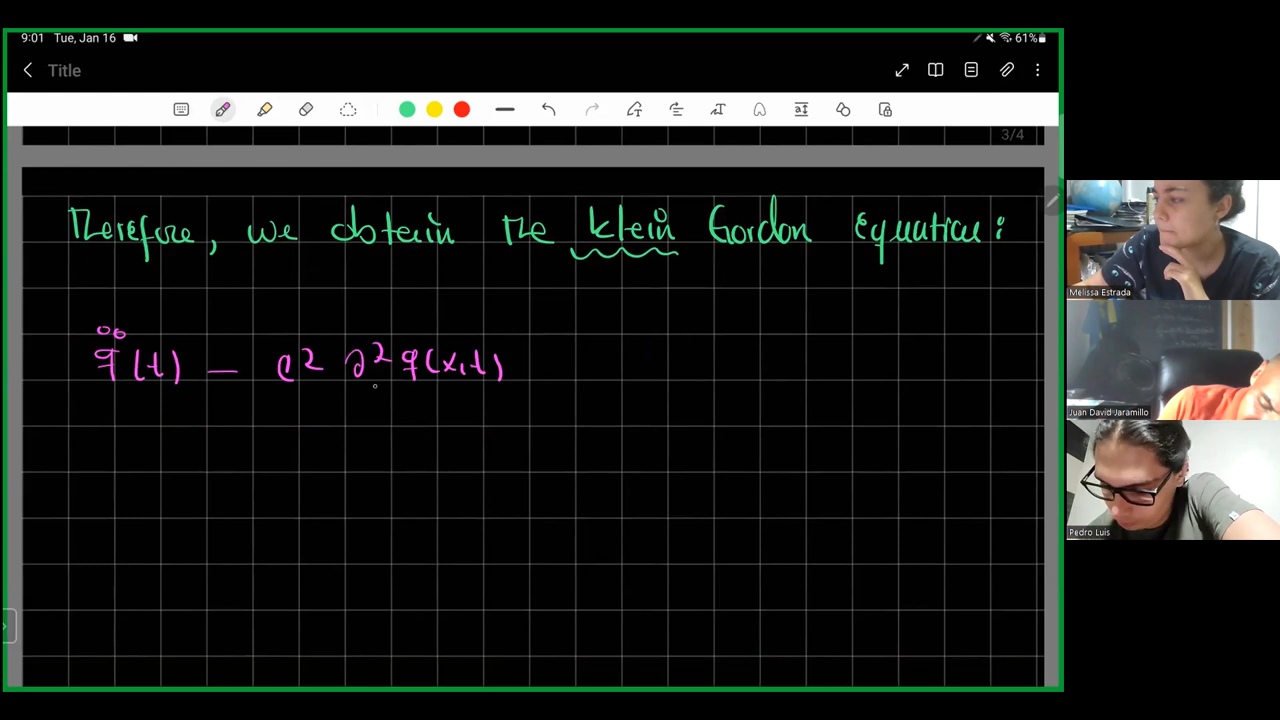 9:01 Tue, Jan 16
61%
Title
3/4
Therefore, we obtein the klein Gordon Equation:
q̈(t) — c² ∂² q(x,t)
Melissa Estrada
Juan David Jaramillo
Pedro Luis